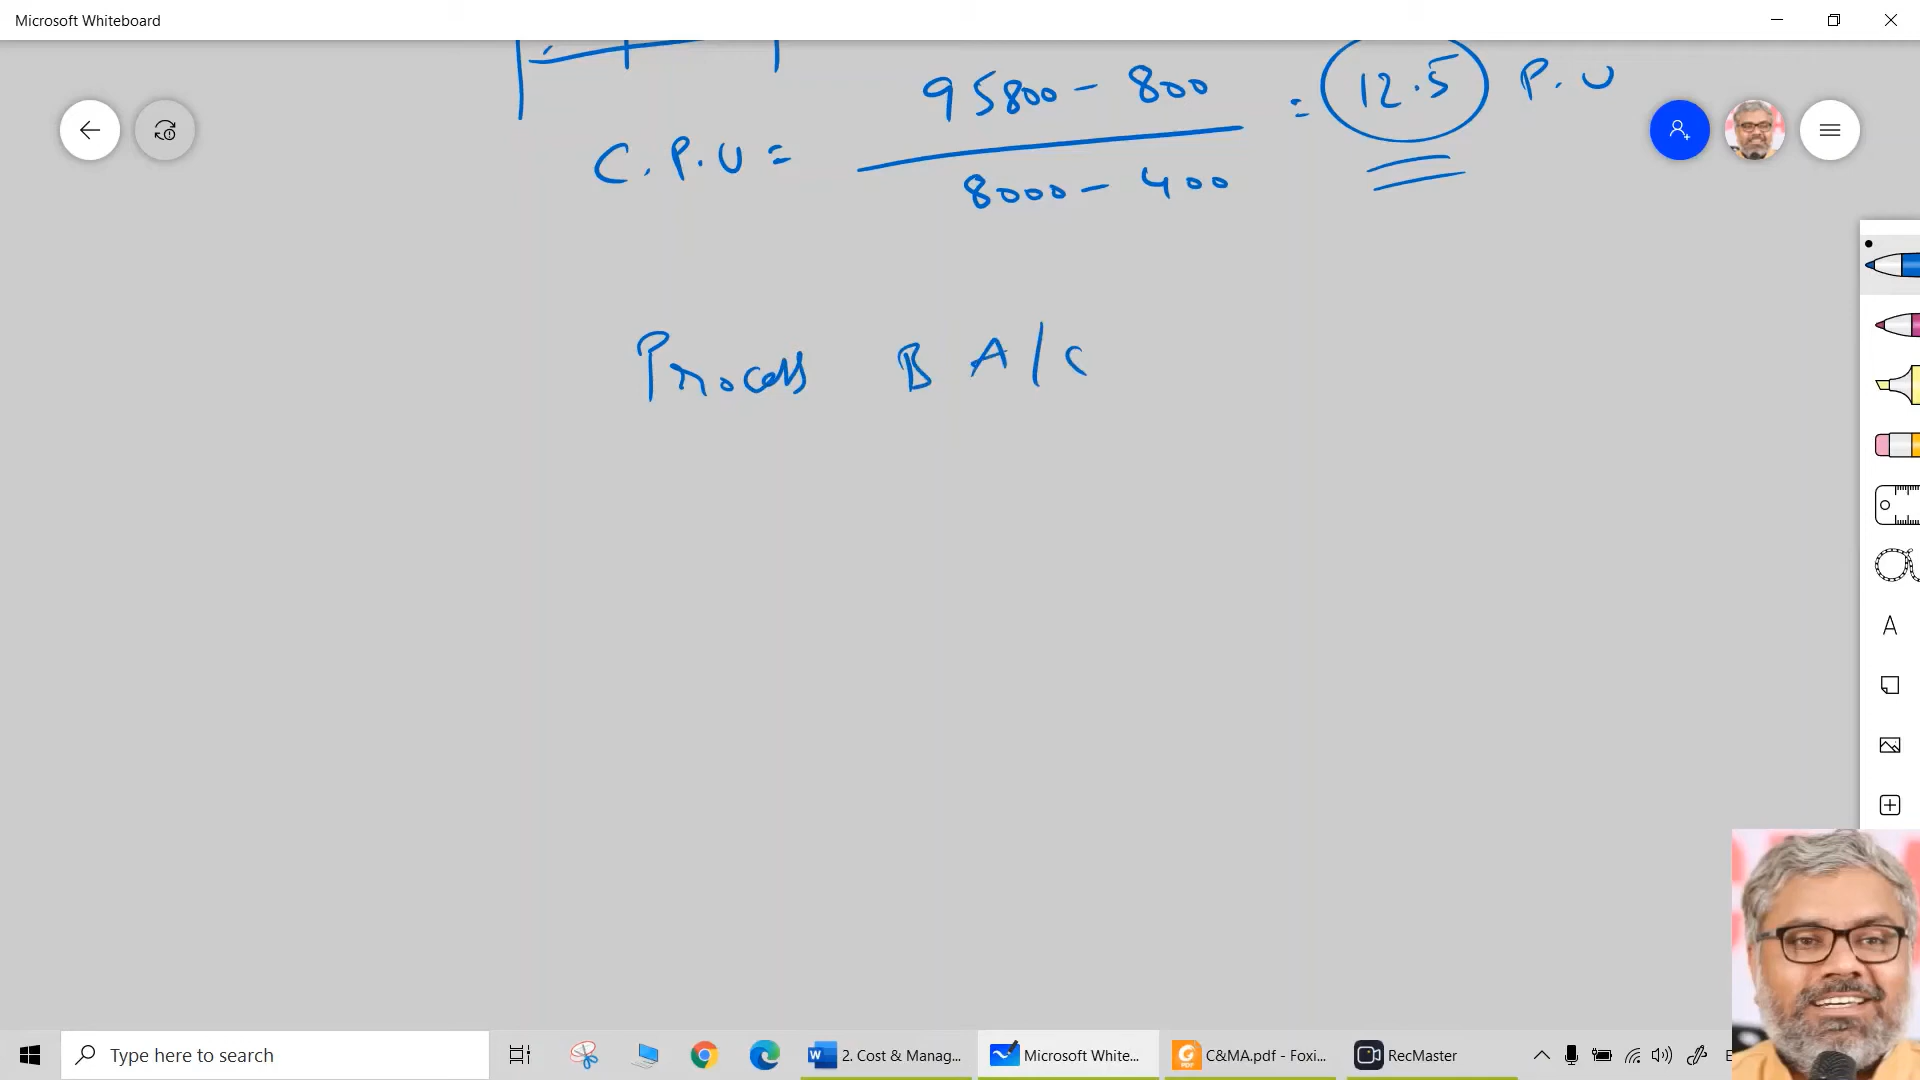 Microsoft Whiteboard
95800 - 800
C.P.U = = 12.5 P.U
8000 - 400
Process B A/C
A
Type here to search
2. Cost & Manag...
Microsoft White...
C&MA.pdf - Foxi...
RecMaster